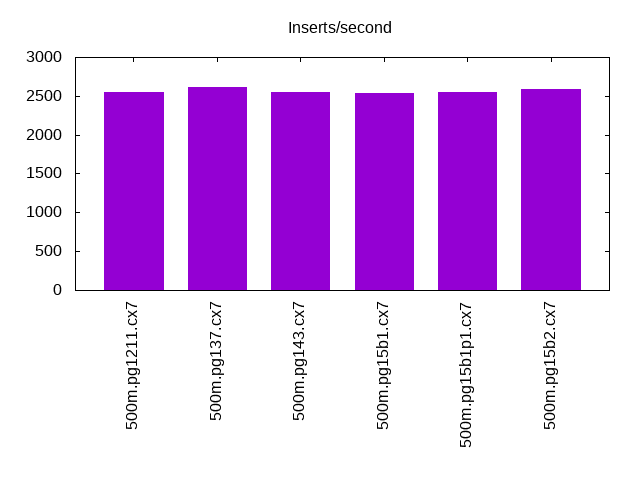 Inserts/second
3000
2500
2000
1500
1000
500
0
500m.pg1211.cx7
500m.pg137.cx7
500m.pg143.cx7
500m.pg15b1.cx7
500m.pg15b1p1.cx7
500m.pg15b2.cx7